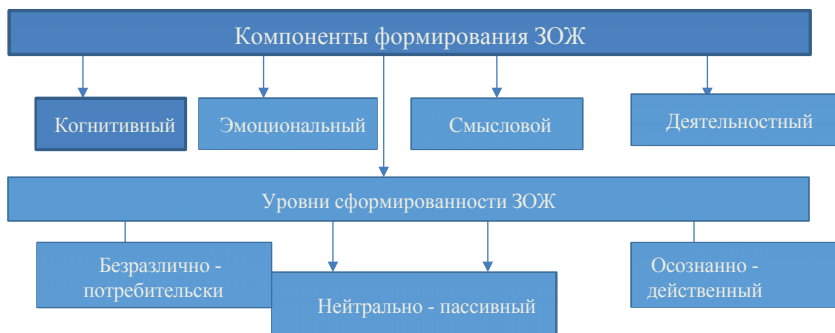 Компоненты формирования ЗОЖ
Когнитивный
Эмоциональный
Смысловой
Деятельностный
Уровни сформированности ЗОЖ
Безразлично -
потребительски
Нейтрально - пассивный
Осознанно -
действенный